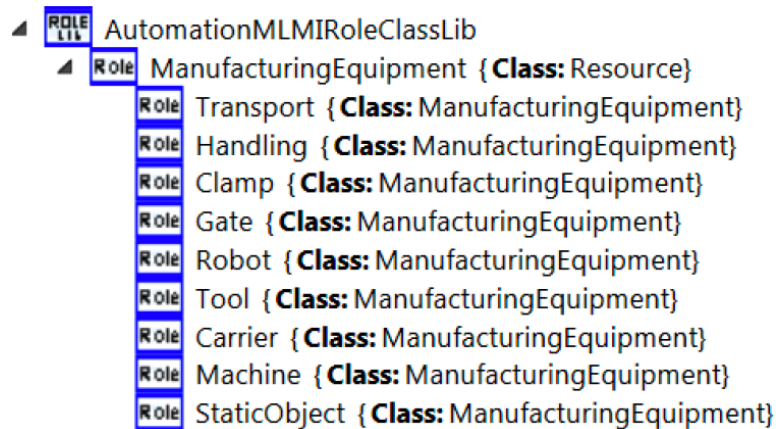 ROLE LIB AutomationMLMIRoleClassLib
Role ManufacturingEquipment {Class: Resource}
Role Transport {Class: ManufacturingEquipment}
Role Handling {Class: ManufacturingEquipment}
Role Clamp {Class: ManufacturingEquipment}
Role Gate {Class: ManufacturingEquipment}
Role Robot {Class: ManufacturingEquipment}
Role Tool {Class: ManufacturingEquipment}
Role Carrier {Class: ManufacturingEquipment}
Role Machine {Class: ManufacturingEquipment}
Role StaticObject {Class: ManufacturingEquipment}